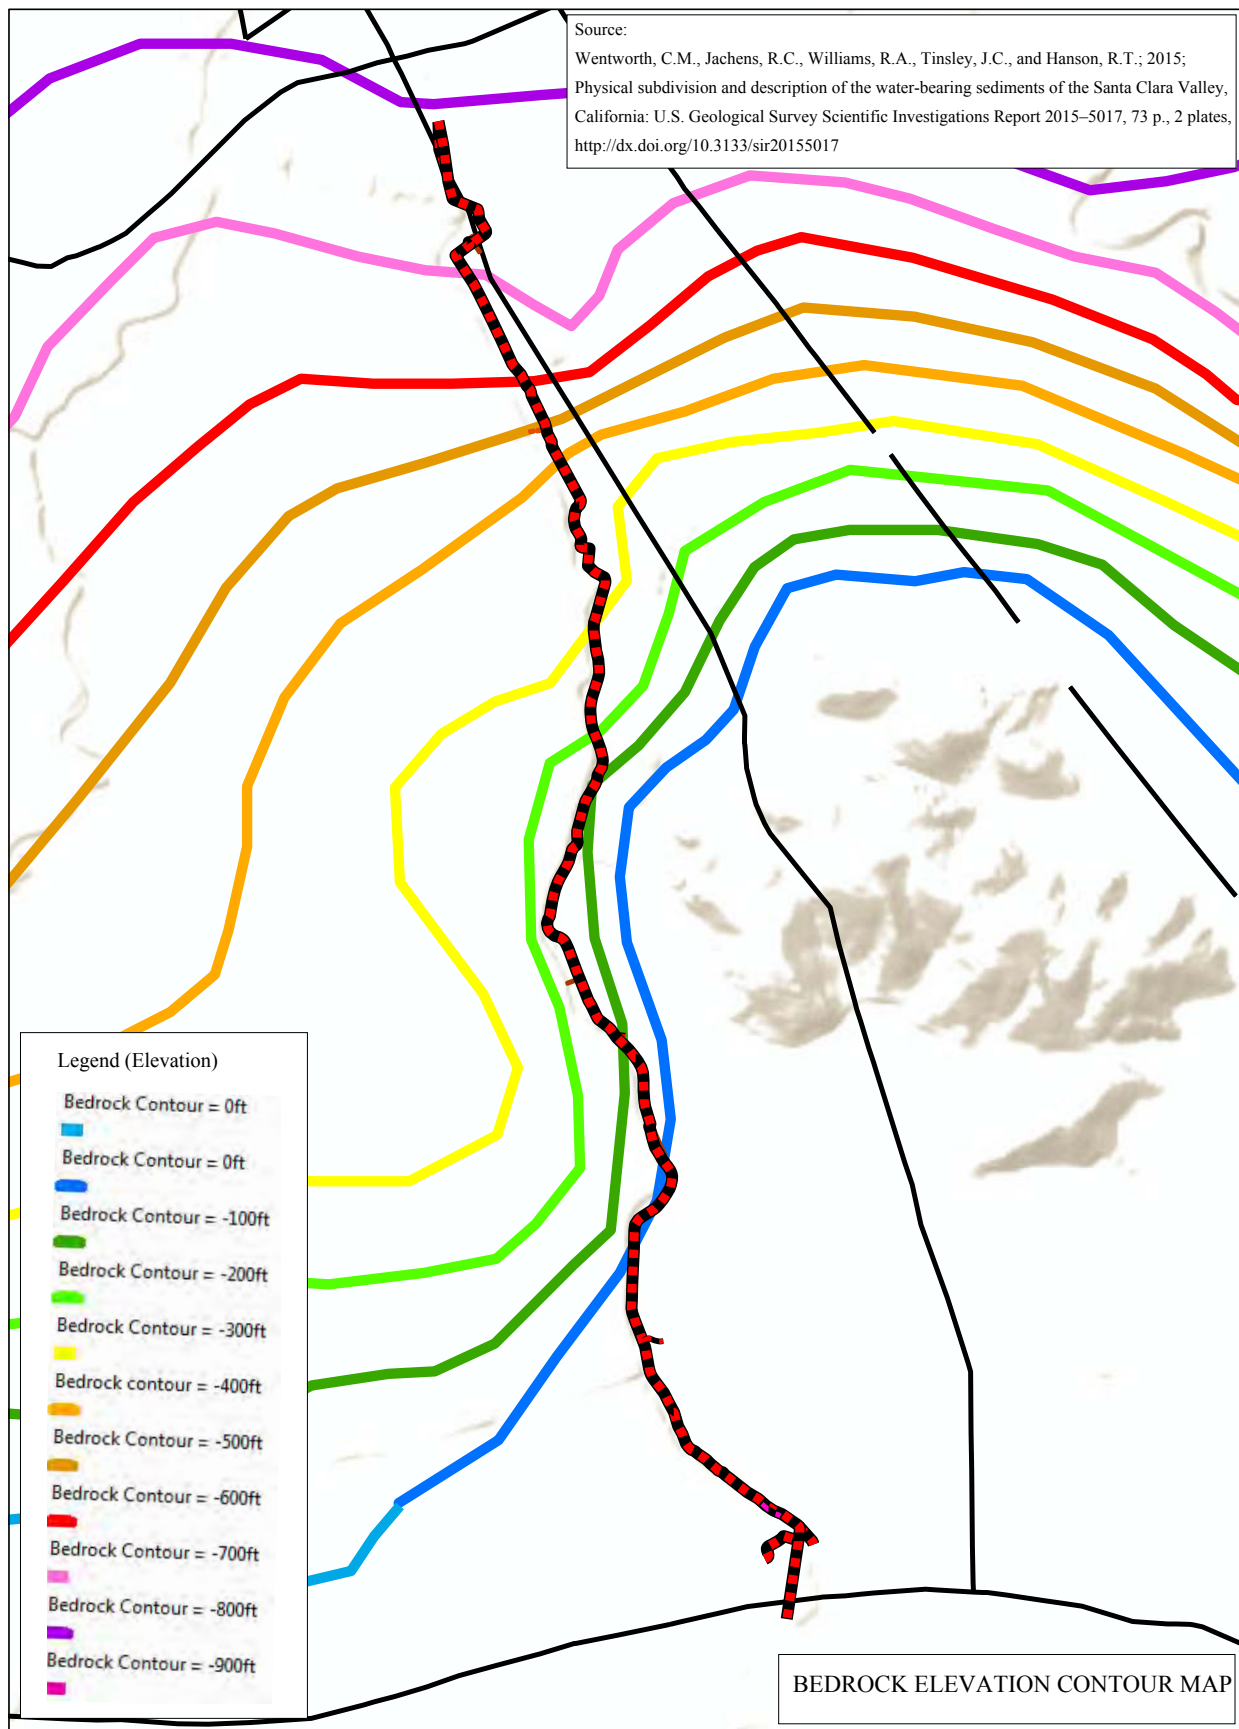 Source:
Wentworth, C.M., Jachens, R.C., Williams, R.A., Tinsley, J.C., and Hanson, R.T.; 2015;
Physical subdivision and description of the water-bearing sediments of the Santa Clara Valley,
California: U.S. Geological Survey Scientific Investigations Report 2015–5017, 73 p., 2 plates,
http://dx.doi.org/10.3133/sir20155017
Legend (Elevation)
Bedrock Contour = 0ft
Bedrock Contour = 0ft
Bedrock Contour = -100ft
Bedrock Contour = -200ft
Bedrock Contour = -300ft
Bedrock contour = -400ft
Bedrock Contour = -500ft
Bedrock Contour = -600ft
Bedrock Contour = -700ft
Bedrock Contour = -800ft
Bedrock Contour = -900ft
BEDROCK ELEVATION CONTOUR MAP